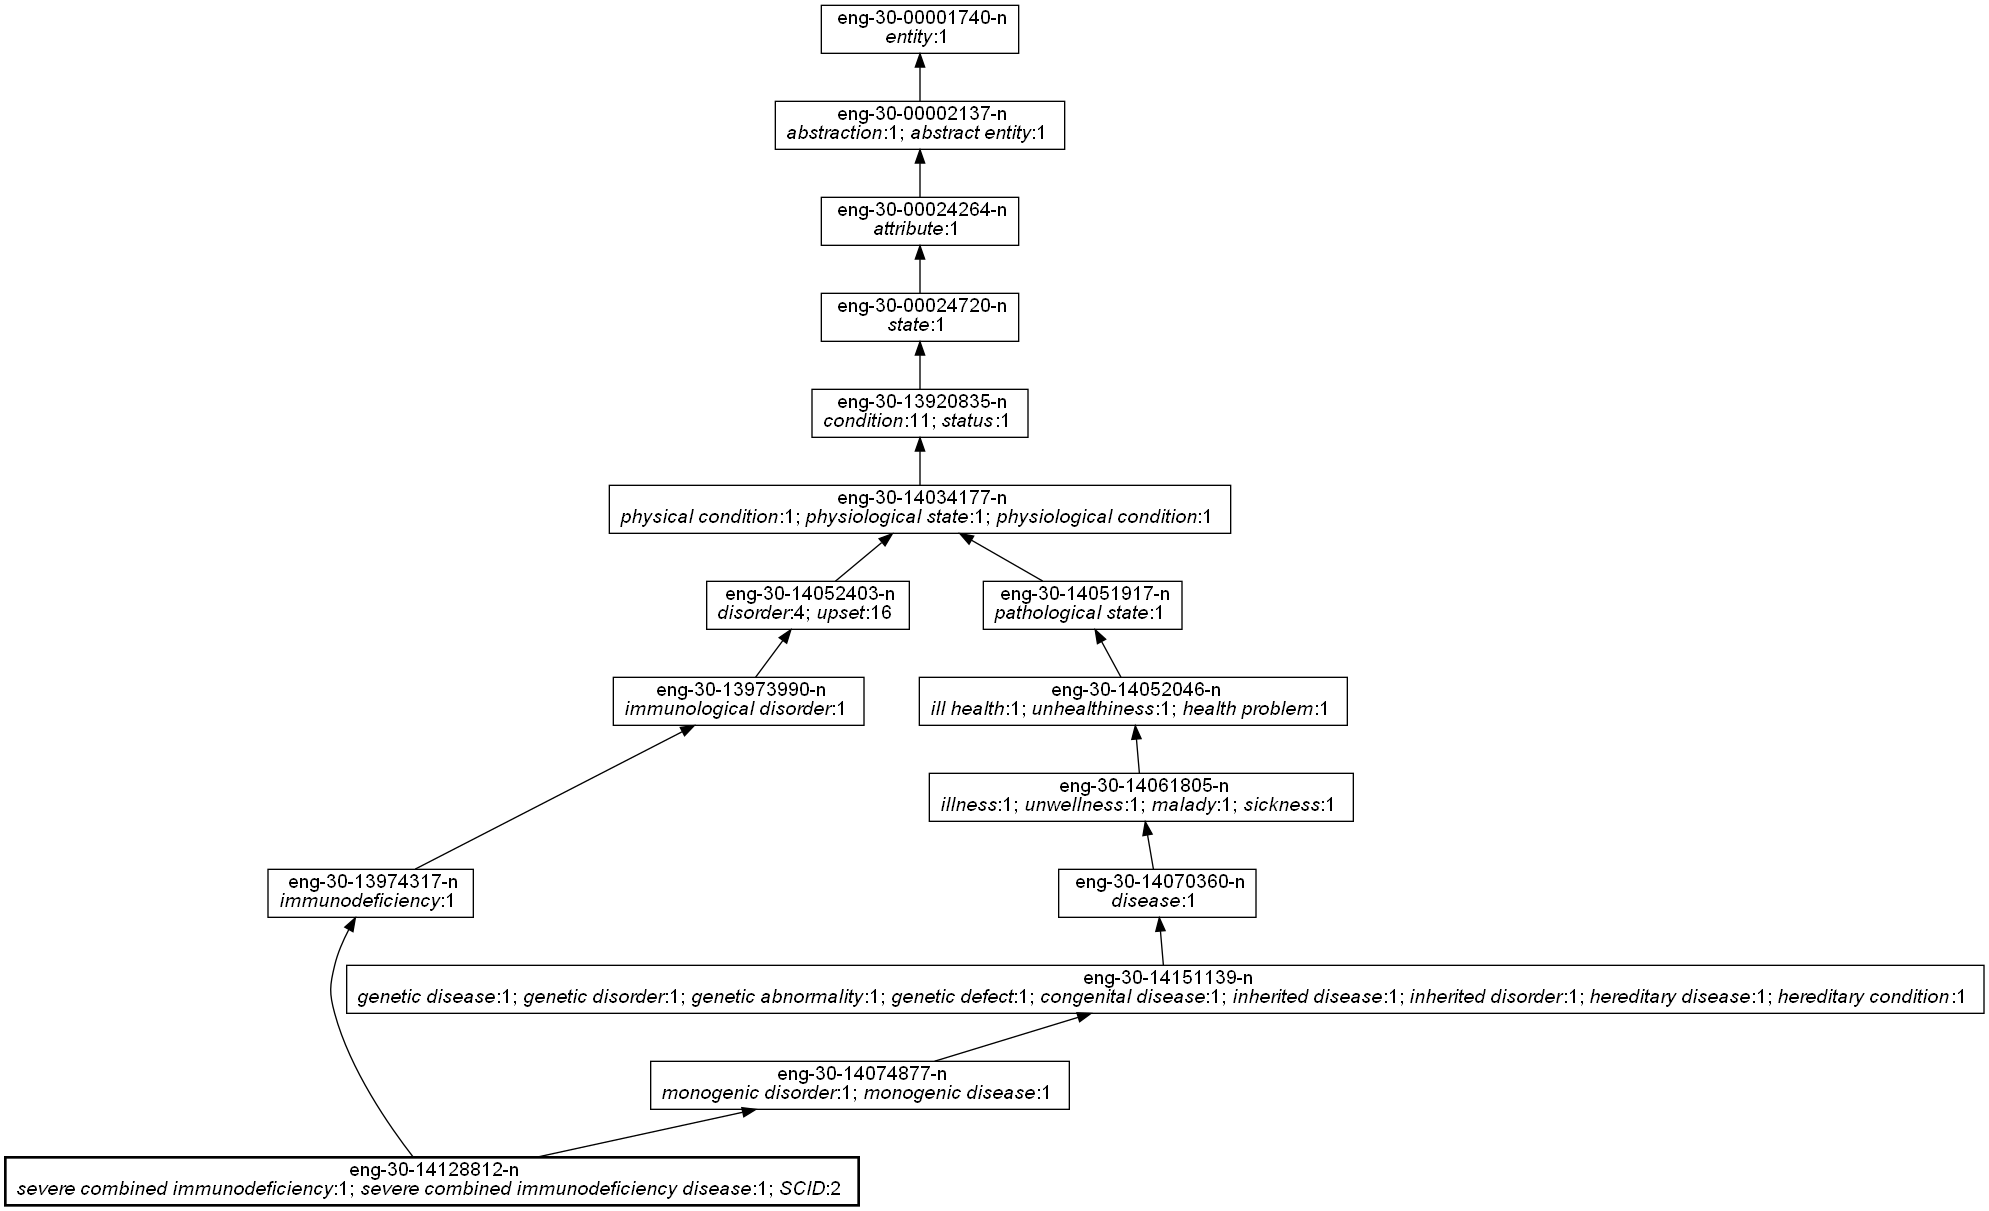 eng-30-00001740-n
entity:1
eng-30-00002137-n
abstraction:1; abstract entity:1
eng-30-00024264-n
attribute:1
eng-30-00024720-n
state:1
eng-30-13920835-n
condition:11; status:1
eng-30-14034177-n
physical condition:1; physiological state:1; physiological condition:1
eng-30-14052403-n
disorder:4; upset:16
eng-30-14051917-n
pathological state:1
eng-30-13973990-n
immunological disorder:1
eng-30-14052046-n
ill health:1; unhealthiness:1; health problem:1
eng-30-14061805-n
illness:1; unwellness:1; malady:1; sickness:1
eng-30-13974317-n
immunodeficiency:1
eng-30-14070360-n
disease:1
eng-30-14151139-n
genetic disease:1; genetic disorder:1; genetic abnormality:1; genetic defect:1; congenital disease:1; inherited disease:1; inherited disorder:1; hereditary disease:1; hereditary condition:1
eng-30-14074877-n
monogenic disorder:1; monogenic disease:1
eng-30-14128812-n
severe combined immunodeficiency:1; severe combined immunodeficiency disease:1; SCID:2